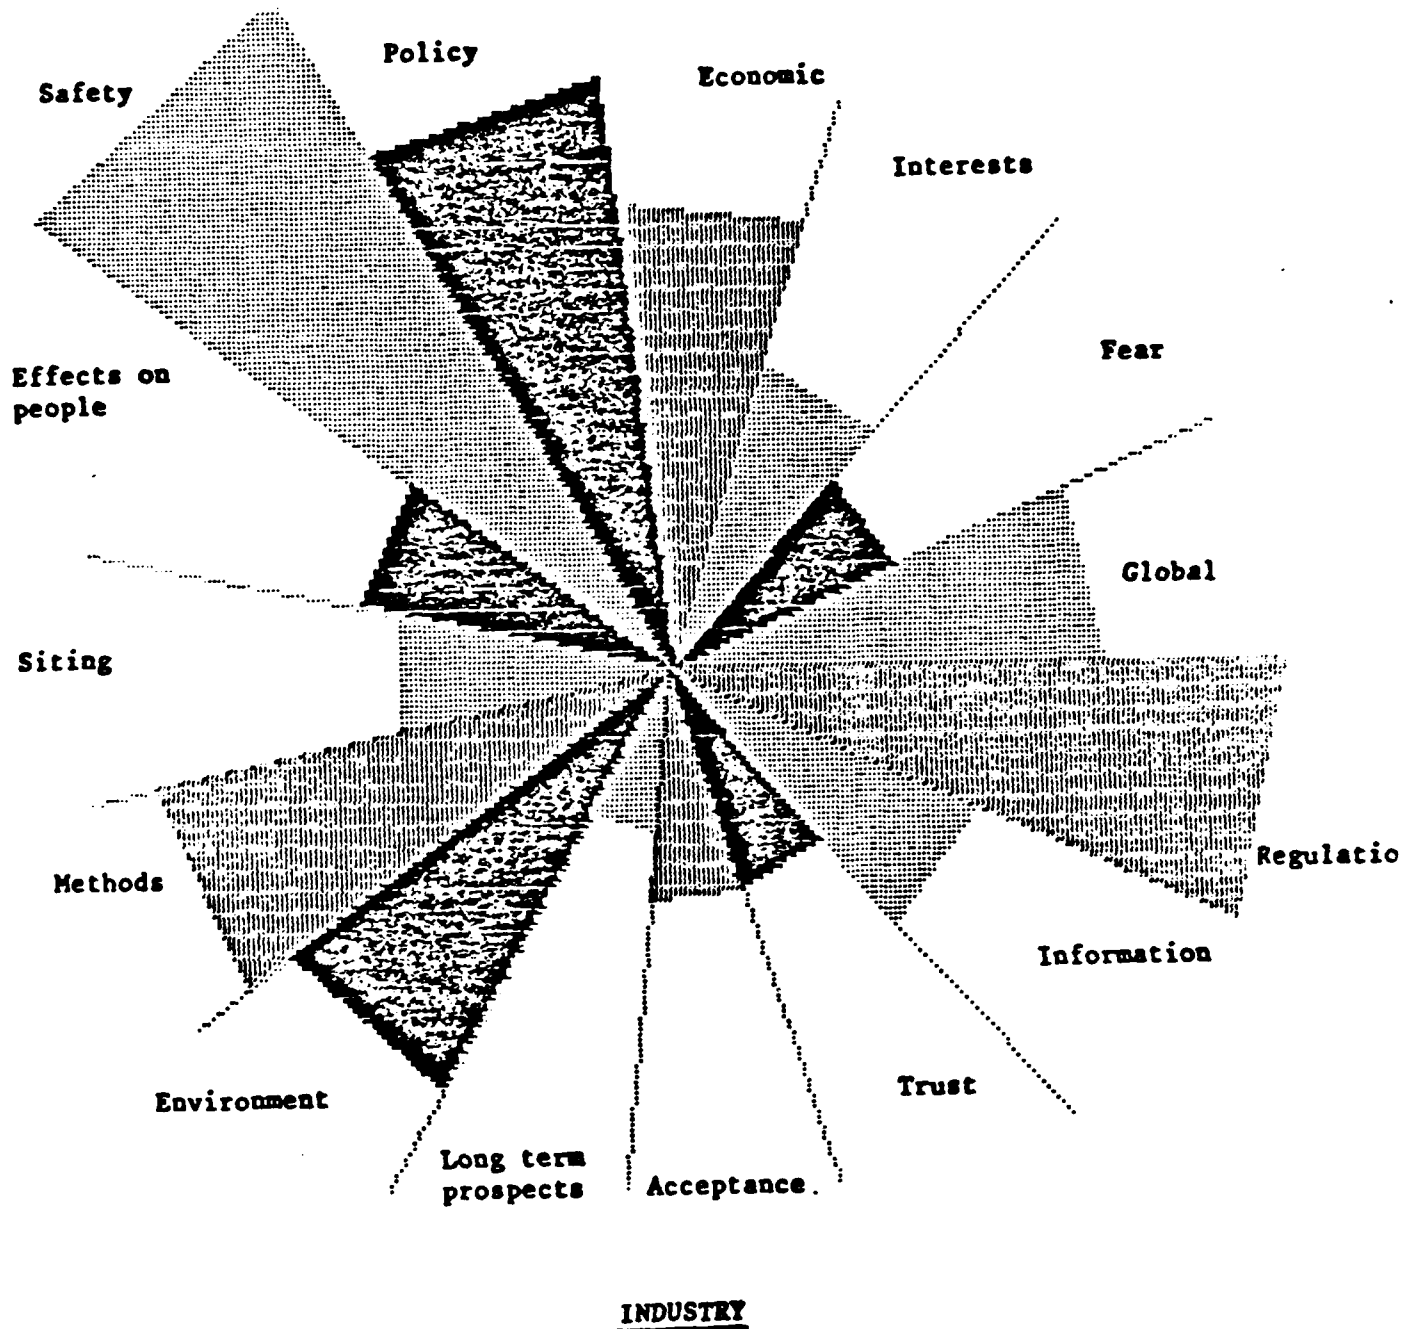 Policy
Economic
Safety
Interests
Fear
Effects on
people
Global
Siting
Regulatio
Methods
Information
Trust
Environment
Long term
prospects
Acceptance.
INDUSTRY